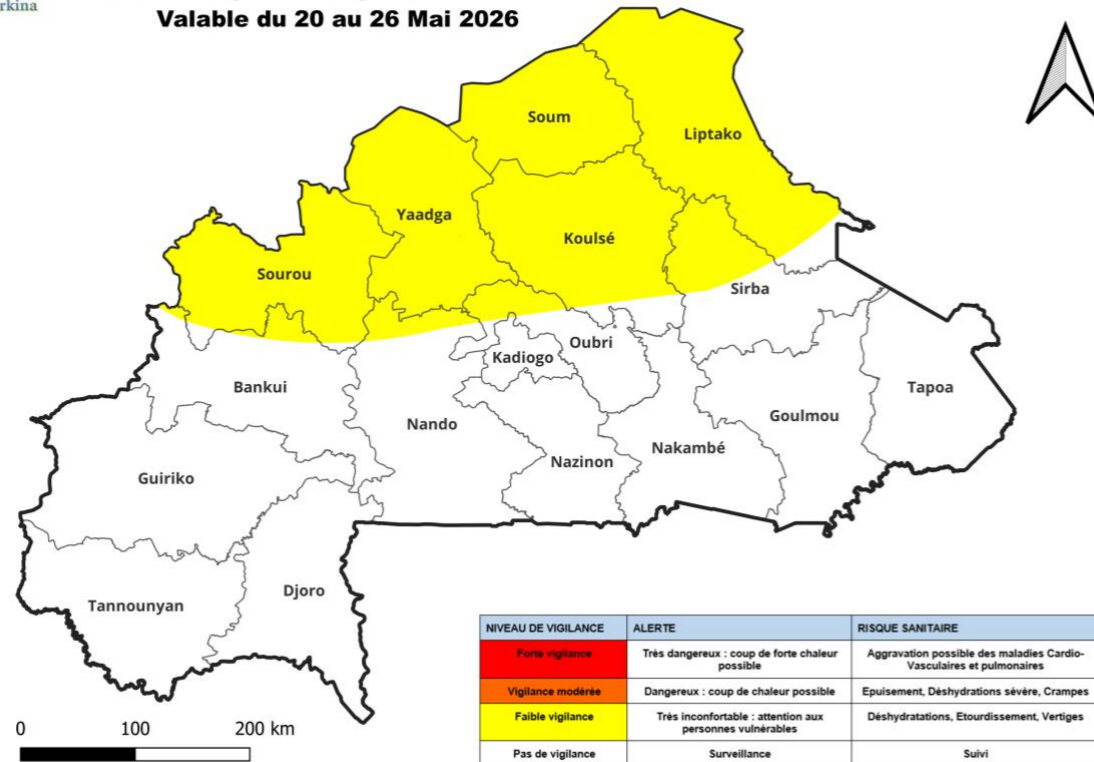 Valable du 20 au 26 Mai 2026
Soum
Liptako
Yaadga
Koulsé
Sourou
Sirba
Oubri
Kadiogo
Bankui
Tapoa
Goulmou
Nando
Nakambé
Nazinon
Guiriko
Djoro
Tannounyan
NIVEAU DE VIGILANCE ALERTE RISQUE SANITAIRE
Forte vigilance Très dangereux : coup de forte chaleur possible Aggravation possible des maladies Cardio-Vasculaires et pulmonaires
Vigilance modérée Dangereux : coup de chaleur possible Epuisement, Déshydrations sévère, Crampes
Faible vigilance Très inconfortable : attention aux personnes vulnérables Déshydratations, Etourdissement, Vertiges
Pas de vigilance Surveillance Suivi
0 100 200 km